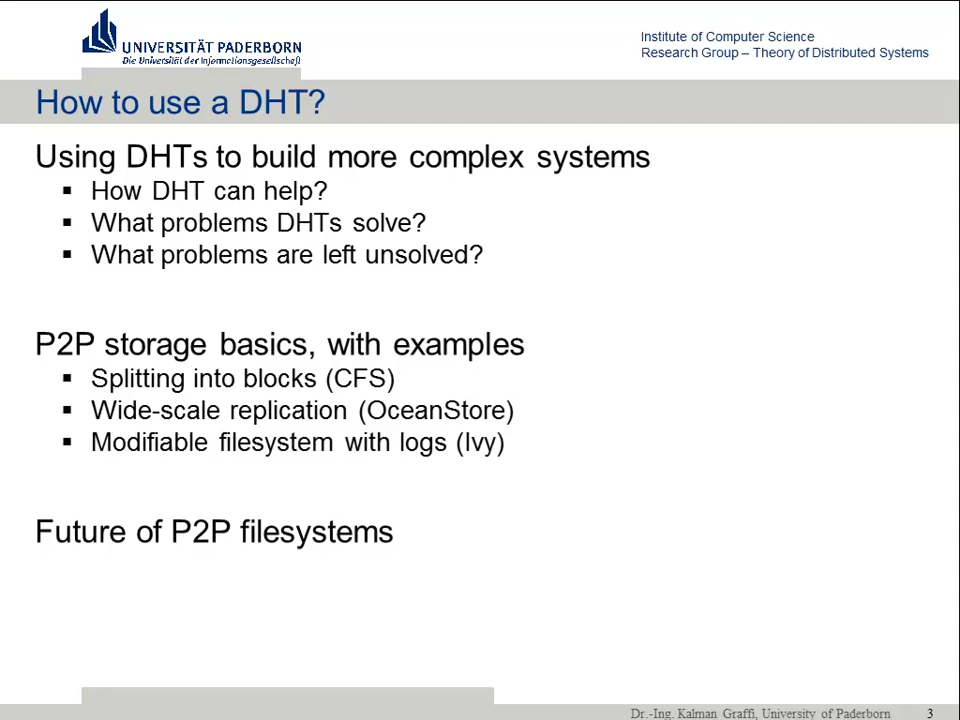 UNIVERSITÄT PADERBORN
Die Universität der Informationsgesellschaft
Institute of Computer Science
Research Group – Theory of Distributed Systems
How to use a DHT?
Using DHTs to build more complex systems
▪ How DHT can help?
▪ What problems DHTs solve?
▪ What problems are left unsolved?
P2P storage basics, with examples
▪ Splitting into blocks (CFS)
▪ Wide-scale replication (OceanStore)
▪ Modifiable filesystem with logs (Ivy)
Future of P2P filesystems
Dr.-Ing. Kalman Graffi, University of Paderborn 3